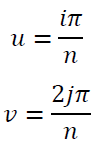 u = iπ/n
v = 2jπ/n